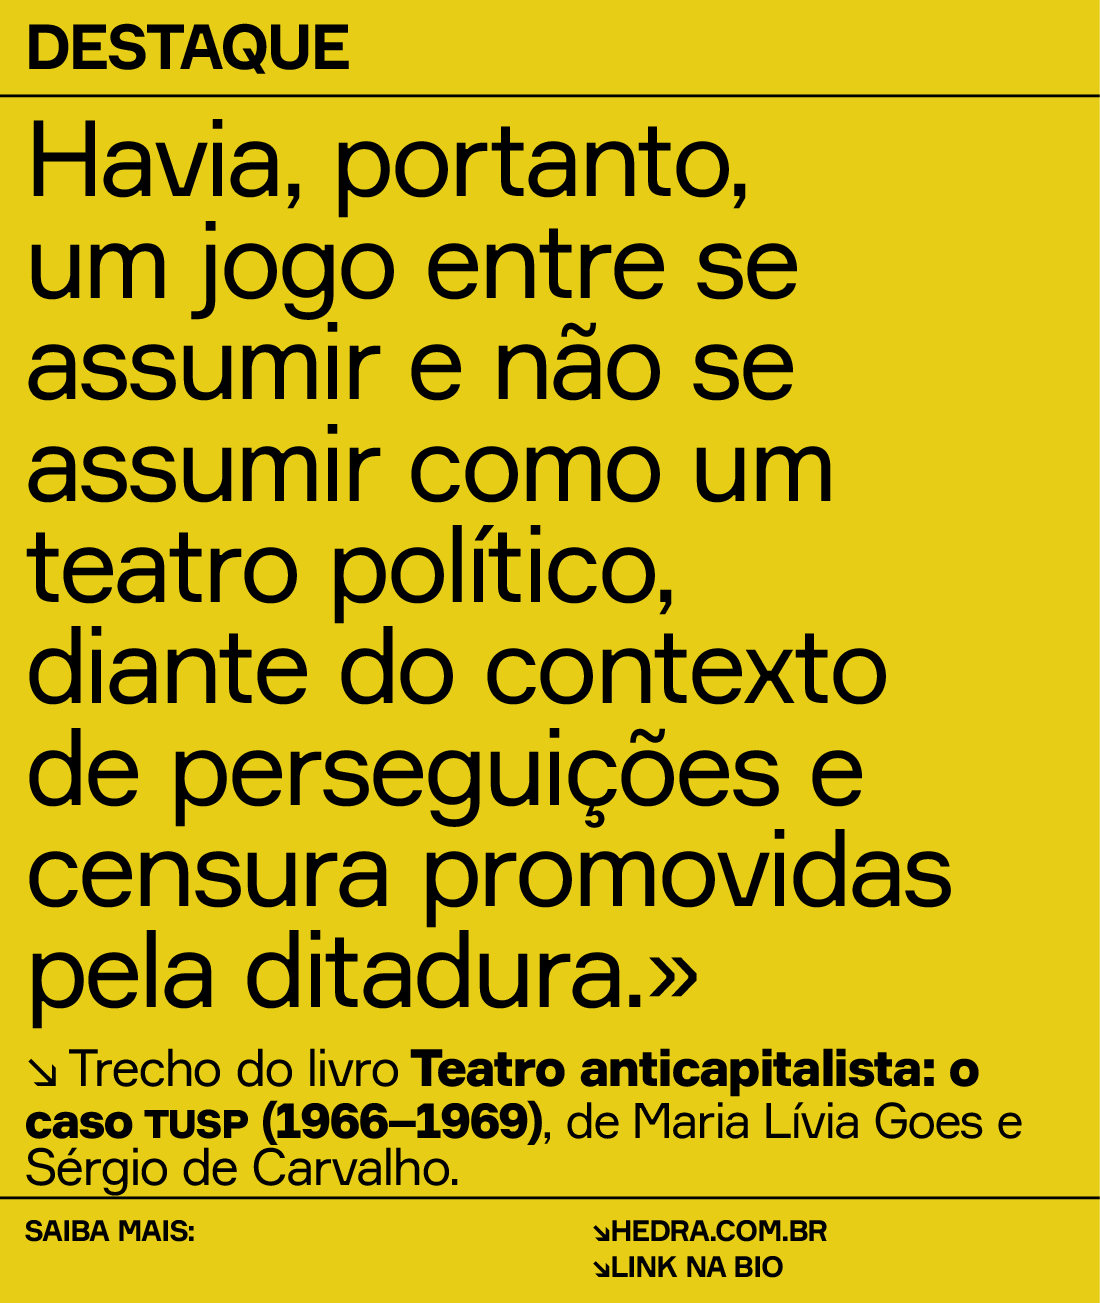 DESTAQUE
Havia, portanto,
um jogo entre se
assumir e não se
assumir como um
teatro político,
diante do contexto
de perseguições e
censura promovidas
pela ditadura.»
↘ Trecho do livro Teatro anticapitalista: o
caso TUSP (1966–1969), de Maria Lívia Goes e
Sérgio de Carvalho.
SAIBA MAIS:
↘HEDRA.COM.BR
↘LINK NA BIO